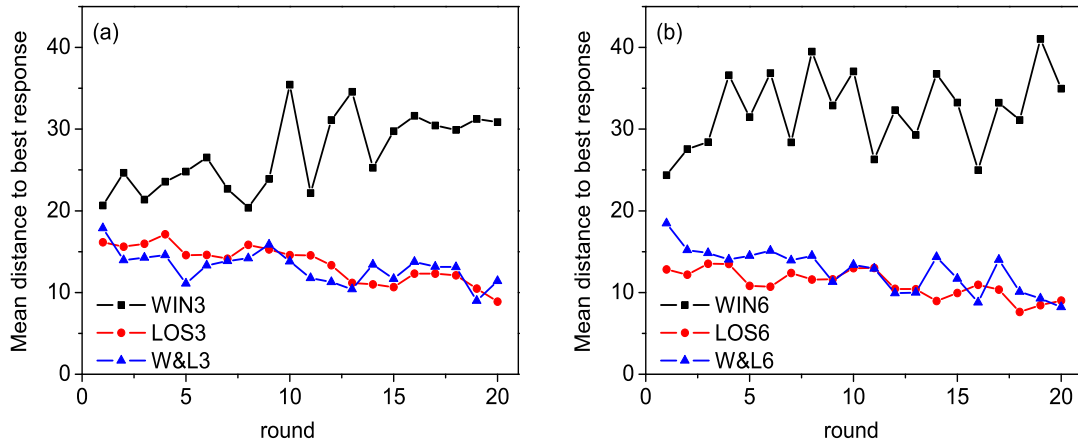 (a)
Mean distance to best response
40
30
20
10
0
WIN3
LOS3
W&L3
0 5 10 15 20
round
(b)
Mean distance to best response
40
30
20
10
0
WIN6
LOS6
W&L6
0 5 10 15 20
round